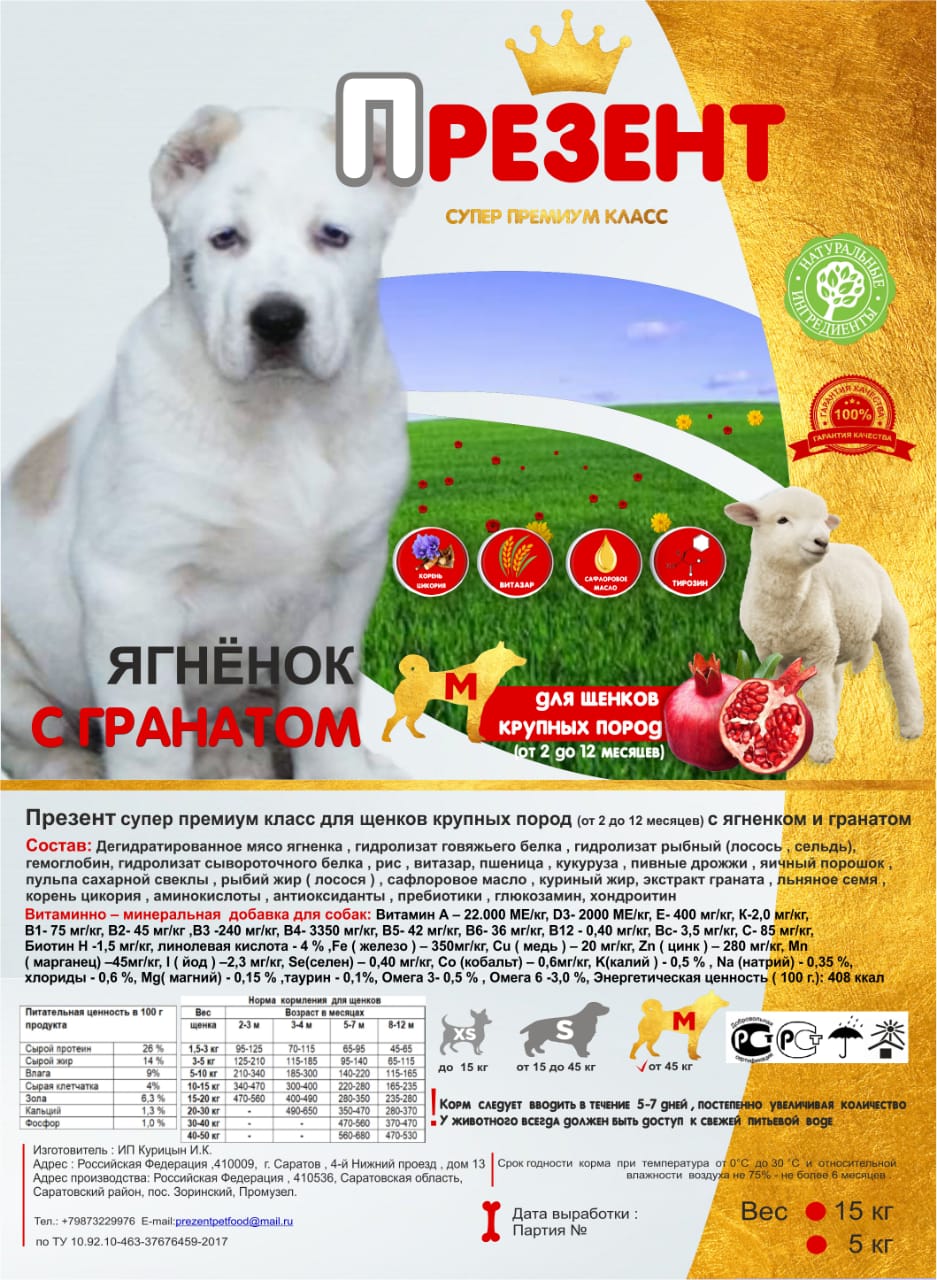 ПРЕЗЕНТ
СУПЕР ПРЕМИУМ КЛАСС
НАТУРАЛЬНЫЕ
ИНГРЕДИЕНТЫ
ГАРАНТИЯ КАЧЕСТВА
100%
ГАРАНТИЯ КАЧЕСТВА
КОРЕНЬ
ЦИКОРИЯ
ВИТАЗАР
САФЛОРОВОЕ
МАСЛО
ТИРОЗИН
ЯГНЁНОК
С ГРАНАТОМ
M
ДЛЯ ЩЕНКОВ
КРУПНЫХ ПОРОД
(ОТ 2 ДО 12 МЕСЯЦЕВ)
Презент супер премиум класс для щенков крупных пород (от 2 до 12 месяцев) с ягненком и гранатом
Состав: Дегидратированное мясо ягненка , гидролизат говяжьего белка , гидролизат рыбный (лосось , сельдь),
гемоглобин, гидролизат сывороточного белка , рис , витазар, пшеница , кукуруза , пивные дрожжи , яичный порошок ,
пульпа сахарной свеклы , рыбий жир ( лосося ) , сафлоровое масло , куриный жир, экстракт граната , льняное семя ,
корень цикория , аминокислоты , антиоксиданты , пребиотики , глюкозамин, хондроитин
Витаминно – минеральная добавка для собак: Витамин А – 22.000 МЕ/кг, D3- 2000 МЕ/кг, Е- 400 мг/кг, К-2,0 мг/кг,
В1- 75 мг/кг, В2- 45 мг/кг ,В3 -240 мг/кг, В4- 3350 мг/кг, В5- 42 мг/кг, В6- 36 мг/кг, В12 - 0,40 мг/кг, Вс- 3,5 мг/кг, С- 85 мг/кг,
Биотин Н -1,5 мг/кг, линолевая кислота - 4 % ,Fe ( железо ) – 350мг/кг, Cu ( медь ) – 20 мг/кг, Zn ( цинк ) – 280 мг/кг, Mn
( марганец ) –45мг/кг, I ( йод ) –2,3 мг/кг, Se(селен) – 0,40 мг/кг, Co (кобальт) – 0,6мг/кг, K(калий ) - 0,5 % , Na (натрий) - 0,35 %,
хлориды - 0,6 %, Mg( магний) - 0,15 % ,таурин - 0,1%, Омега 3- 0,5 % , Омега 6 -3,0 %, Энергетическая ценность ( 100 г.): 408 ккал
Питательная ценность в 100 г
продукта
Сырой протеин 26 %
Сырой жир 14 %
Влага 9%
Сырая клетчатка 4%
Зола 6,3 %
Кальций 1,3 %
Фосфор 1,0 %
Норма кормления для щенков
Вес щенка Возраст в месяцах
2-3 м 3-4 м 5-7 м 8-12 м
1,5-3 кг 95-125 70-115 65-95 45-65
3-5 кг 125-210 115-185 95-140 65-115
5-10 кг 210-340 185-300 140-220 115-165
10-15 кг 340-470 300-400 220-280 165-235
15-20 кг 470-560 400-490 280-350 235-280
20-30 кг - 490-650 350-470 280-370
30-40 кг - - 470-560 370-470
40-50 кг - - 560-680 470-530
XS
до 15 кг
S
от 15 до 45 кг
M
от 45 кг
Добровольная
сертификация
! Корм следует вводить в течение 5-7 дней , постепенно увеличивая количество
У животного всегда должен быть доступ к свежей питьевой воде
Изготовитель : ИП Курицын И.К.
Адрес : Российская Федерация ,410009, г. Саратов , 4-й Нижний проезд , дом 13
Адрес производства: Российская Федерация , 410536, Саратовская область,
Саратовский район, пос. Зоринский, Промузел.
Тел.: +79873229976 E-mail:prezentpetfood@mail.ru
по ТУ 10.92.10-463-37676459-2017
Срок годности корма при температура от 0°С до 30 °С и относительной
влажности воздуха не 75% - не более 6 месяцев .
Дата выработки :
Партия №
Вес 15 кг
5 кг